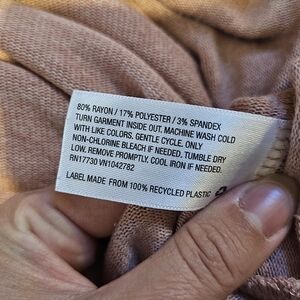 80% RAYON / 17% POLYESTER / 3% SPANDEX
TURN GARMENT INSIDE OUT. MACHINE WASH COLD
WITH LIKE COLORS. GENTLE CYCLE. ONLY
NON-CHLORINE BLEACH IF NEEDED. TUMBLE DRY
LOW. REMOVE PROMPTLY. COOL IRON IF NEEDED.
RN17730 VN1042782
LABEL MADE FROM 100% RECYCLED PLASTIC